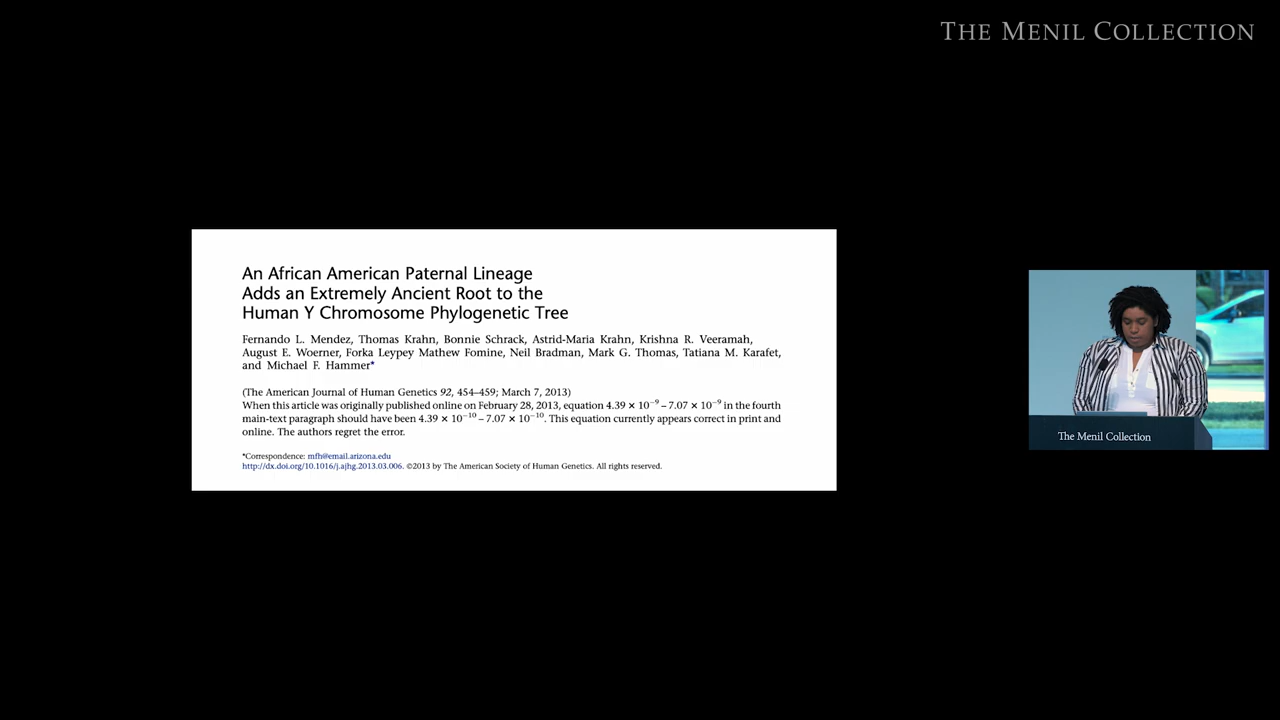 THE MENIL COLLECTION
An African American Paternal Lineage
Adds an Extremely Ancient Root to the
Human Y Chromosome Phylogenetic Tree
Fernando L. Mendez, Thomas Krahn, Bonnie Schrack, Astrid-Maria Krahn, Krishna R. Veeramah,
August E. Woerner, Forka Leypey Mathew Fomine, Neil Bradman, Mark G. Thomas, Tatiana M. Karafet,
and Michael F. Hammer*
(The American Journal of Human Genetics 92, 454–459; March 7, 2013)
When this article was originally published online on February 28, 2013, equation 4.39 × 10⁻⁹ – 7.07 × 10⁻⁹ in the fourth
main-text paragraph should have been 4.39 × 10⁻¹⁰ – 7.07 × 10⁻¹⁰. This equation currently appears correct in print and
online. The authors regret the error.
*Correspondence: mfh@email.arizona.edu
http://dx.doi.org/10.1016/j.ajhg.2013.03.006. ©2013 by The American Society of Human Genetics. All rights reserved.
The Menil Collection